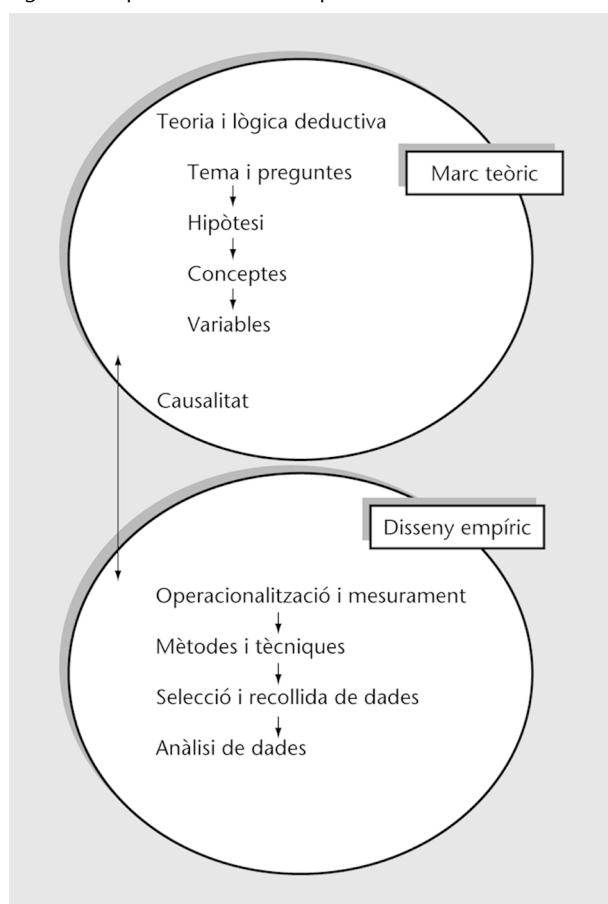 Teoria i lògica deductiva
Marc teòric
Tema i preguntes
Hipòtesi
Conceptes
Variables
Causalitat
Disseny empíric
Operacionalització i mesurament
Mètodes i tècniques
Selecció i recollida de dades
Anàlisi de dades